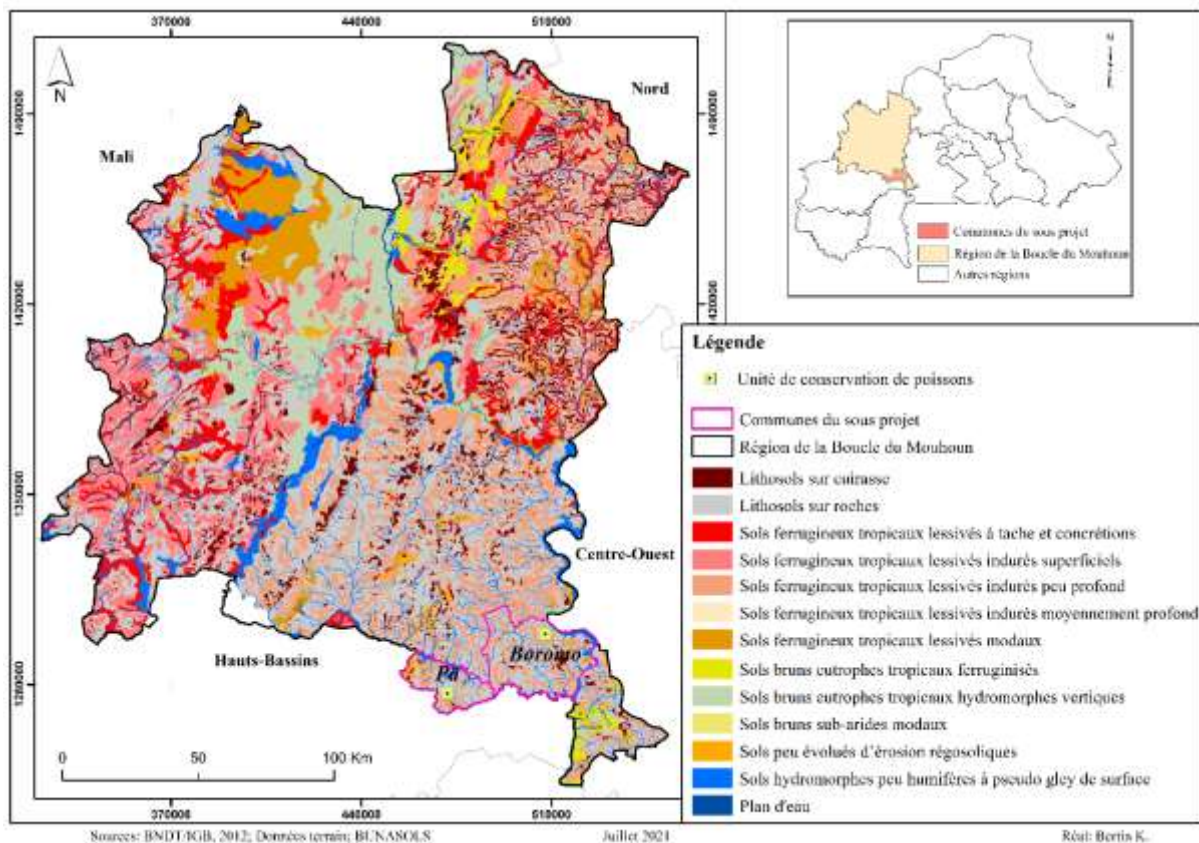 370000 440000 510000
N
Nord
Mali
N
1490000 1490000
Communes du sous projet
Région de la Boucle du Mouhoun
Autres régions
1420000 1420000
Légende
Unité de conservation de poissons
Communes du sous projet
Région de la Boucle du Mouhoun
Lithosols sur cuirasse
Lithosols sur roches
Sols ferrugineux tropicaux lessivés à tache et concrétions
Sols ferrugineux tropicaux lessivés indurés superficiels
Sols ferrugineux tropicaux lessivés indurés peu profond
Sols ferrugineux tropicaux lessivés indurés moyennement profond
Sols ferrugineux tropicaux lessivés modaux
Sols bruns eutrophes tropicaux ferruginisés
Sols bruns eutrophes tropicaux hydromorphes vertiques
Sols bruns sub-arides modaux
Sols peu évolués d'érosion régosoliques
Sols hydromorphes peu humifères à pseudo gley de surface
Plan d'eau
1350000
Centre-Ouest
Hauts-Bassins
Boromo
Pâ
1280000
0 50 100 Km
370000 440000 510000
Sources: BNDT/IGB, 2012; Données terrain; BUNASOLS Juillet 2021 Réal: Bertin K.